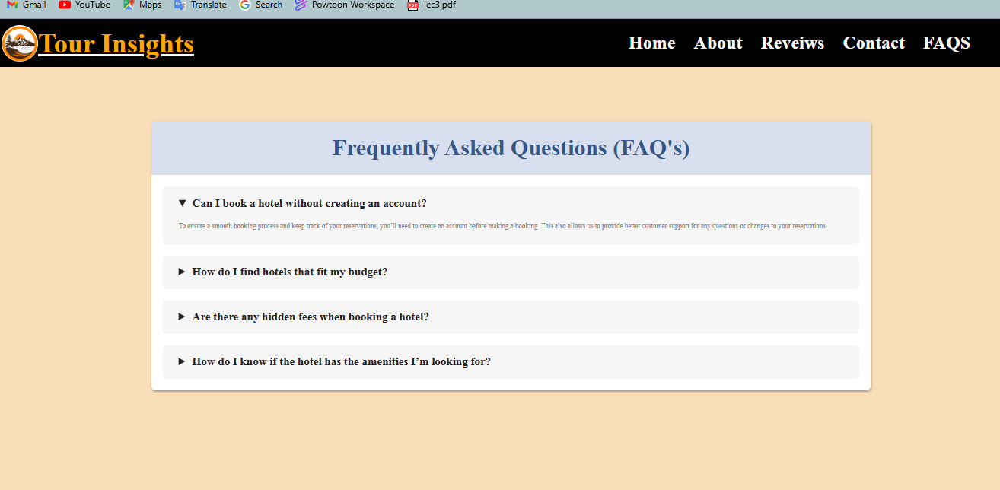 Gmail YouTube Maps Translate Search Powtoon Workspace lec3.pdf
Tour Insights Home About Reveiws Contact FAQS
Frequently Asked Questions (FAQ's)
Can I book a hotel without creating an account?
To ensure a smooth booking process and keep track of your reservations, you’ll need to create an account before making a booking. This also allows us to provide better customer support for any questions or changes to your reservations.
How do I find hotels that fit my budget?
Are there any hidden fees when booking a hotel?
How do I know if the hotel has the amenities I’m looking for?